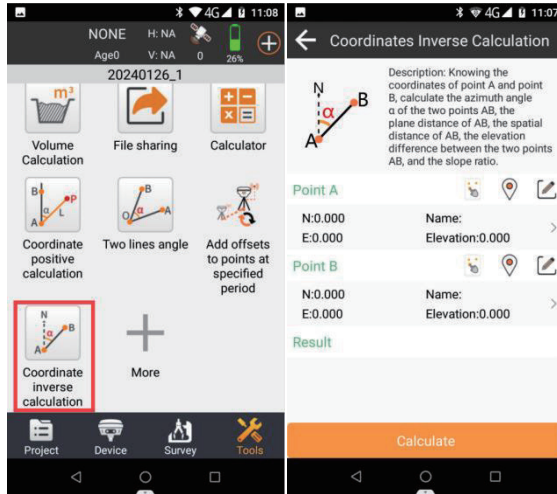 4G 11:08
NONE H: NA
Age0 V: NA 0 26%
20240126_1
m³
Volume
Calculation
File sharing
Calculator
B α P L A
Coordinate
positive
calculation
B O α A
Two lines angle
Add offsets
to points at
specified
period
N α B A
Coordinate
inverse
calculation
More
Project Device Survey Tools
4G 11:07
Coordinates Inverse Calculation
N α B A
Description: Knowing the
coordinates of point A and point
B, calculate the azimuth angle
α of the two points AB, the
plane distance of AB, the spatial
distance of AB, the elevation
difference between the two points
AB, and the slope ratio.
Point A
N:0.000 Name:
E:0.000 Elevation:0.000
Point B
N:0.000 Name:
E:0.000 Elevation:0.000
Result
Calculate